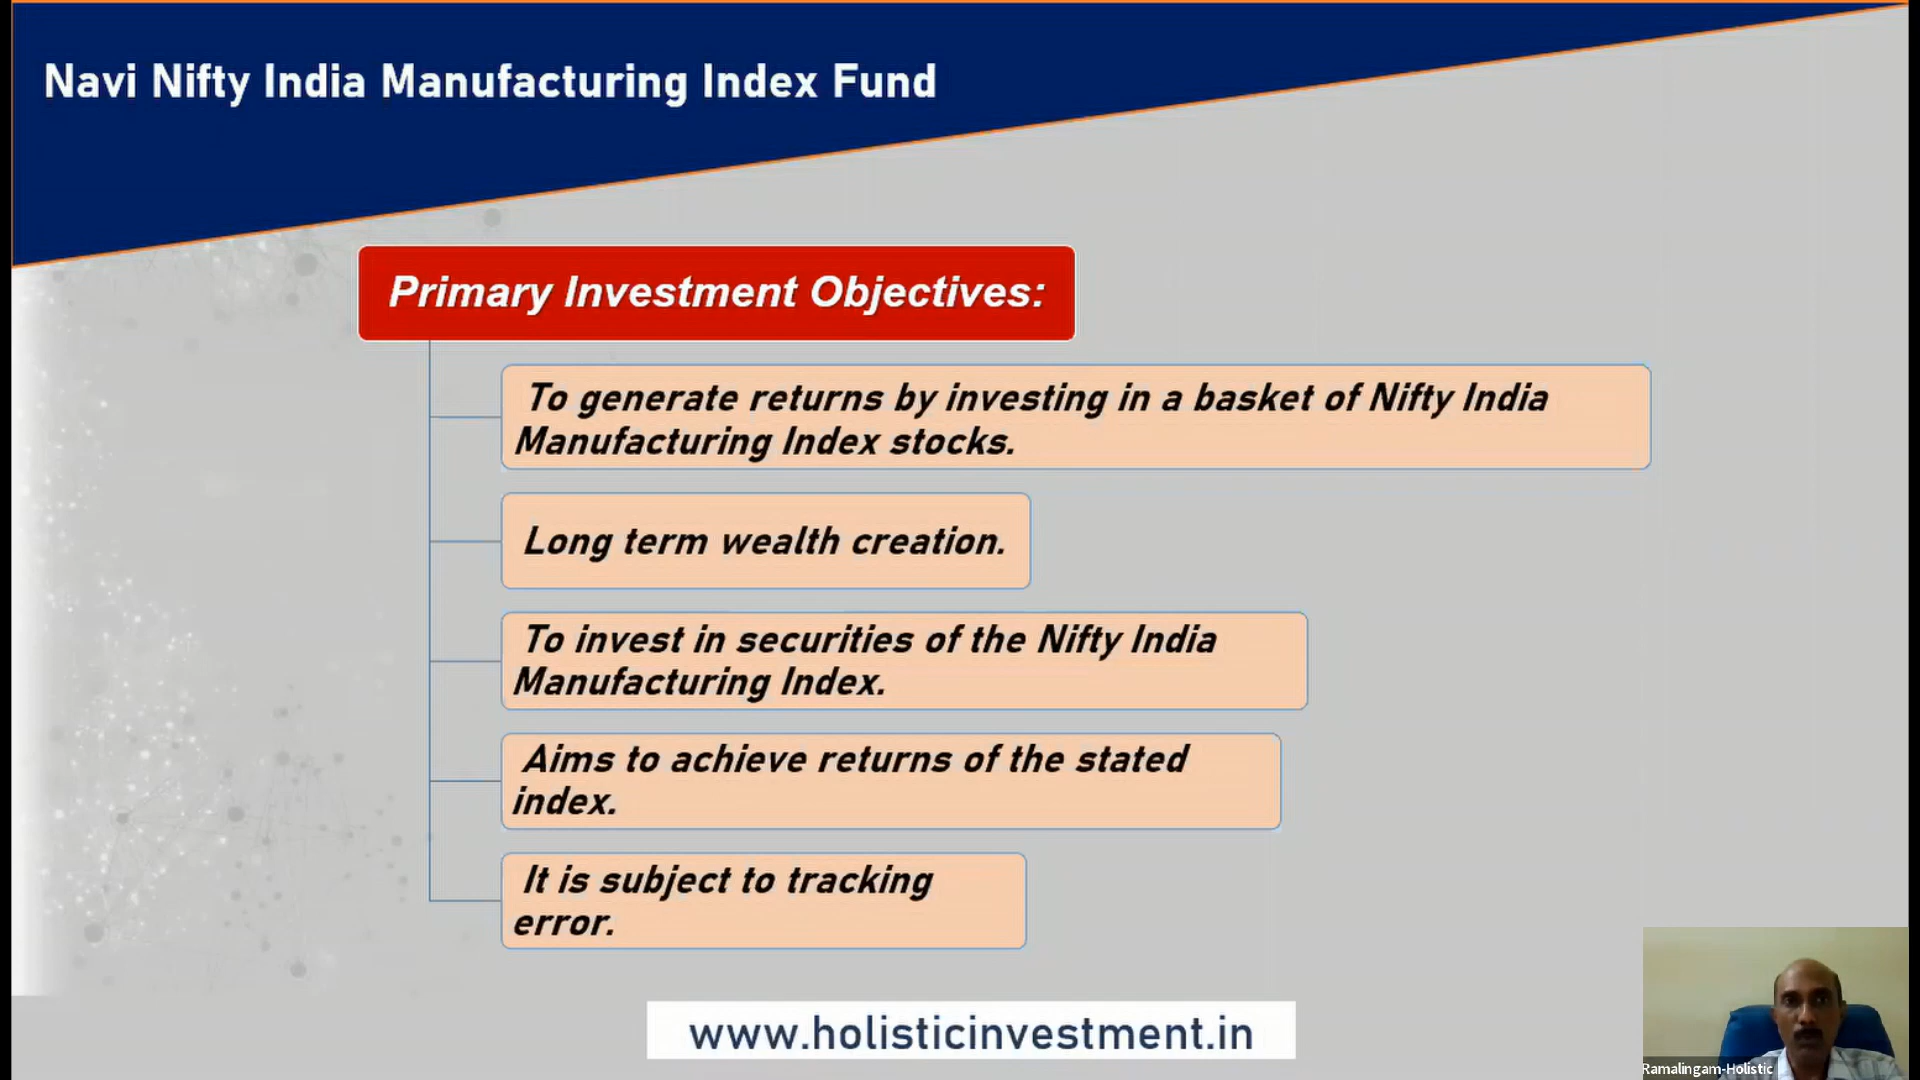 Navi Nifty India Manufacturing Index Fund
Primary Investment Objectives:
To generate returns by investing in a basket of Nifty India
Manufacturing Index stocks.
Long term wealth creation.
To invest in securities of the Nifty India
Manufacturing Index.
Aims to achieve returns of the stated
index.
It is subject to tracking
error.
www.holisticinvestment.in
Ramalingam-Holistic